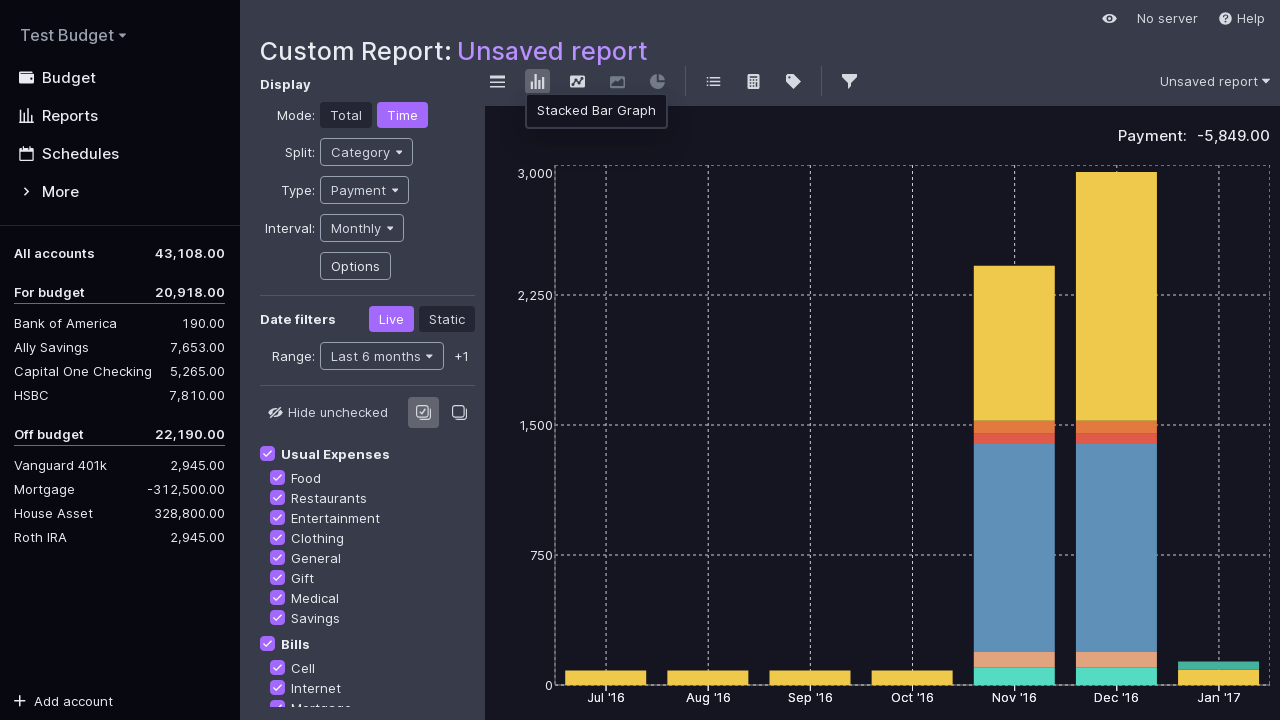 Test Budget
Budget
Reports
Schedules
More
All accounts 43,108.00
For budget 20,918.00
Bank of America 190.00
Ally Savings 7,653.00
Capital One Checking 5,265.00
HSBC 7,810.00
Off budget 22,190.00
Vanguard 401k 2,945.00
Mortgage -312,500.00
House Asset 328,800.00
Roth IRA 2,945.00
Add account
No server Help
Custom Report: Unsaved report
Display
Mode: Total Time
Split: Category
Type: Payment
Interval: Monthly
Options
Date filters Live Static
Range: Last 6 months +1
Hide unchecked
Usual Expenses
Food
Restaurants
Entertainment
Clothing
General
Gift
Medical
Savings
Bills
Cell
Internet
Mortgage
Unsaved report
Stacked Bar Graph
Payment: -5,849.00
3,000
2,250
1,500
750
0
Jul '16 Aug '16 Sep '16 Oct '16 Nov '16 Dec '16 Jan '17